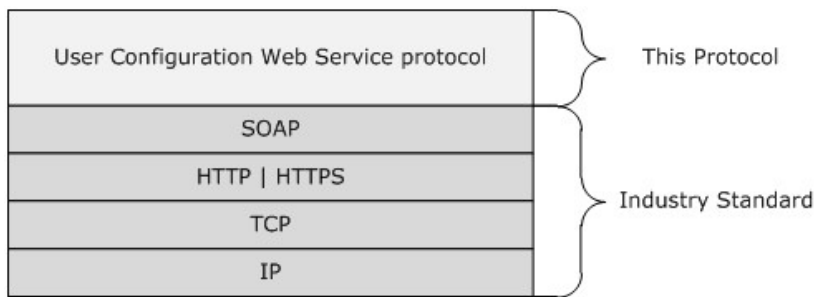 User Configuration Web Service protocol
This Protocol
SOAP
HTTP | HTTPS
Industry Standard
TCP
IP